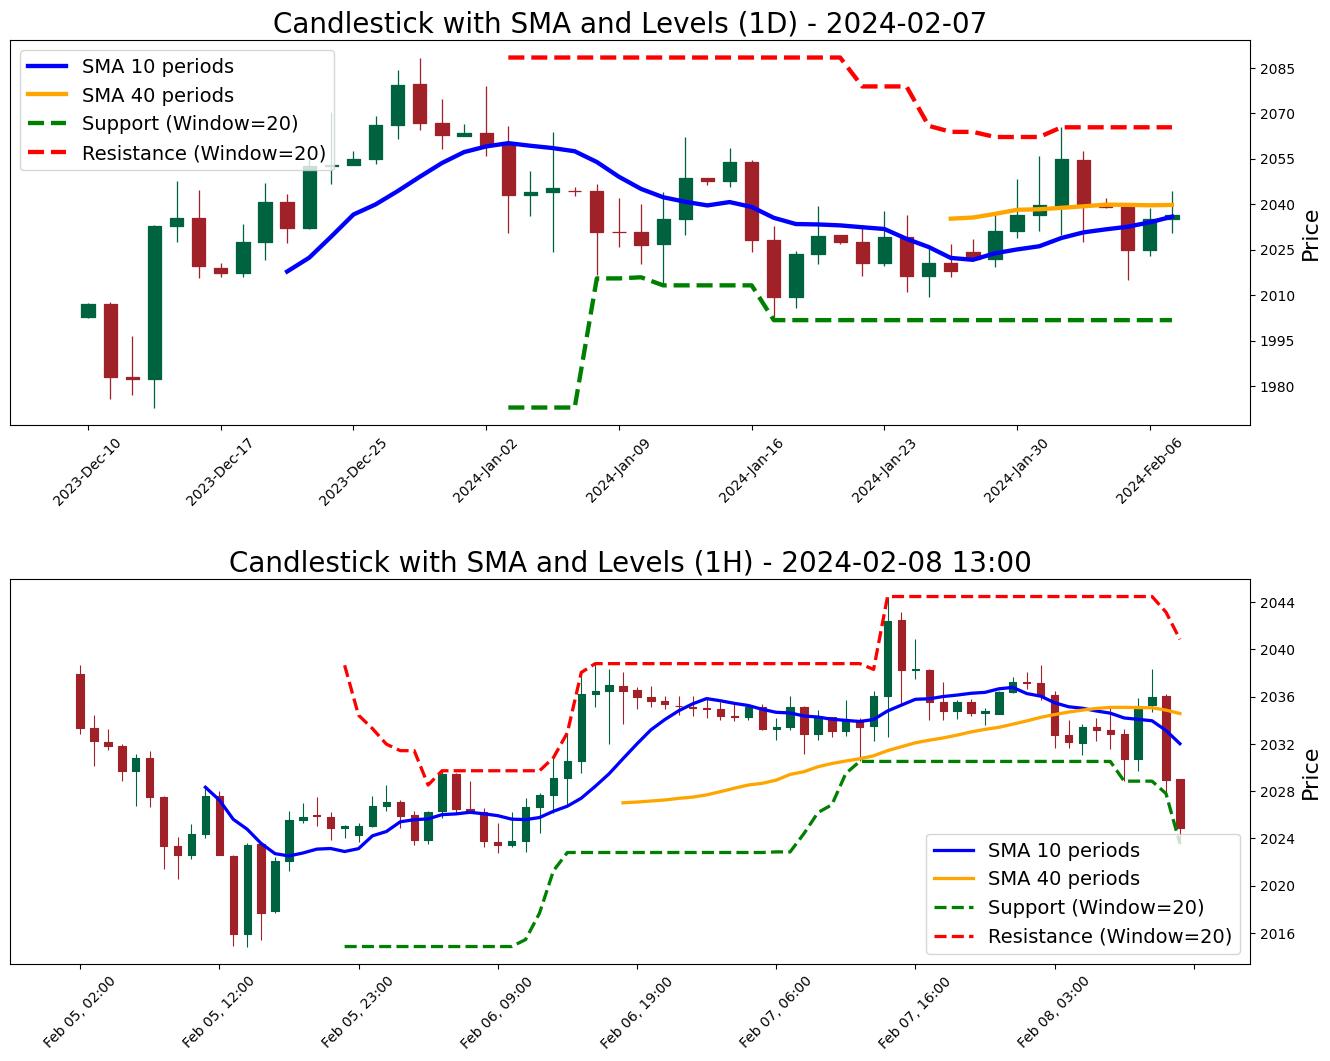 Candlestick with SMA and Levels (1D) - 2024-02-07
SMA 10 periods
SMA 40 periods
Support (Window=20)
Resistance (Window=20)
2085
2070
2055
2040
2025
2010
1995
1980
Price
2023-Dec-10
2023-Dec-17
2023-Dec-25
2024-Jan-02
2024-Jan-09
2024-Jan-16
2024-Jan-23
2024-Jan-30
2024-Feb-06
Candlestick with SMA and Levels (1H) - 2024-02-08 13:00
2044
2040
2036
2032
2028
2024
2020
2016
Price
SMA 10 periods
SMA 40 periods
Support (Window=20)
Resistance (Window=20)
Feb 05, 02:00
Feb 05, 12:00
Feb 05, 23:00
Feb 06, 09:00
Feb 06, 19:00
Feb 07, 06:00
Feb 07, 16:00
Feb 08, 03:00